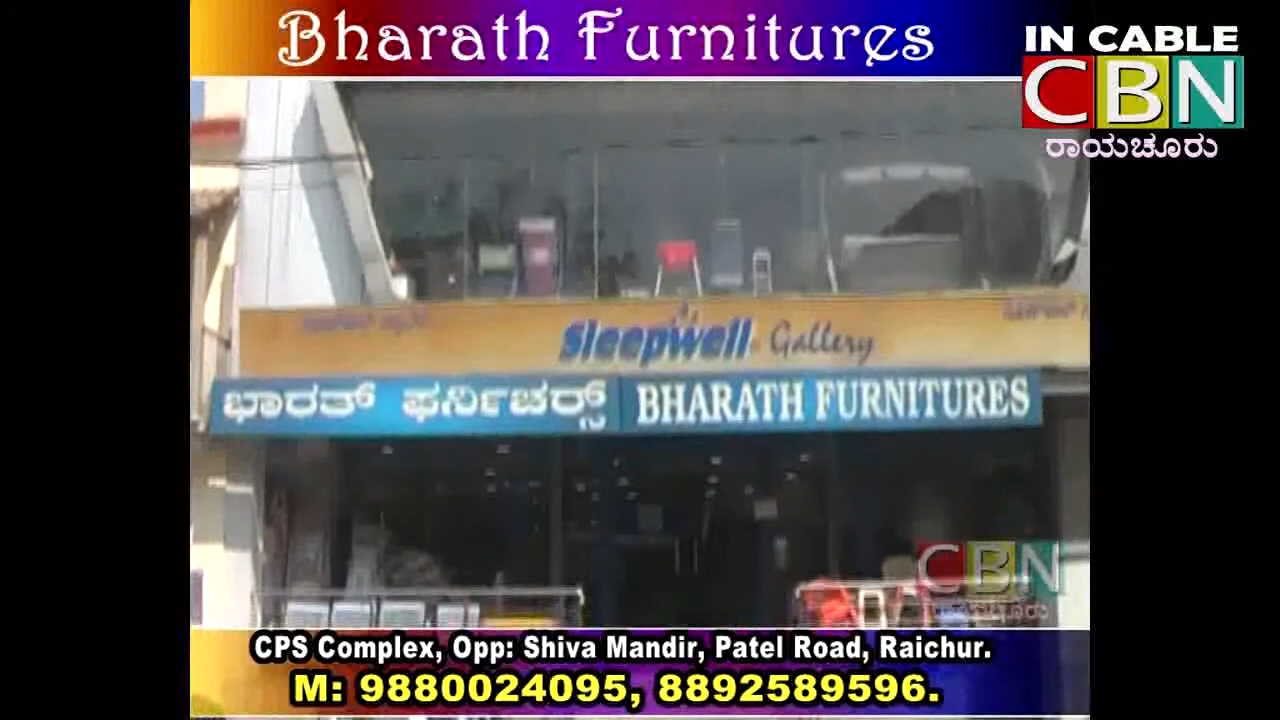 Bharath Furnitures
IN CABLE
CBN
ರಾಯಚೂರು
Sleepwell Gallery
ಭಾರತ್ ಫರ್ನಿಚರ್ಸ್ BHARATH FURNITURES
CBN
ರಾಯಚೂರು
CPS Complex, Opp: Shiva Mandir, Patel Road, Raichur.
M: 9880024095, 8892589596.